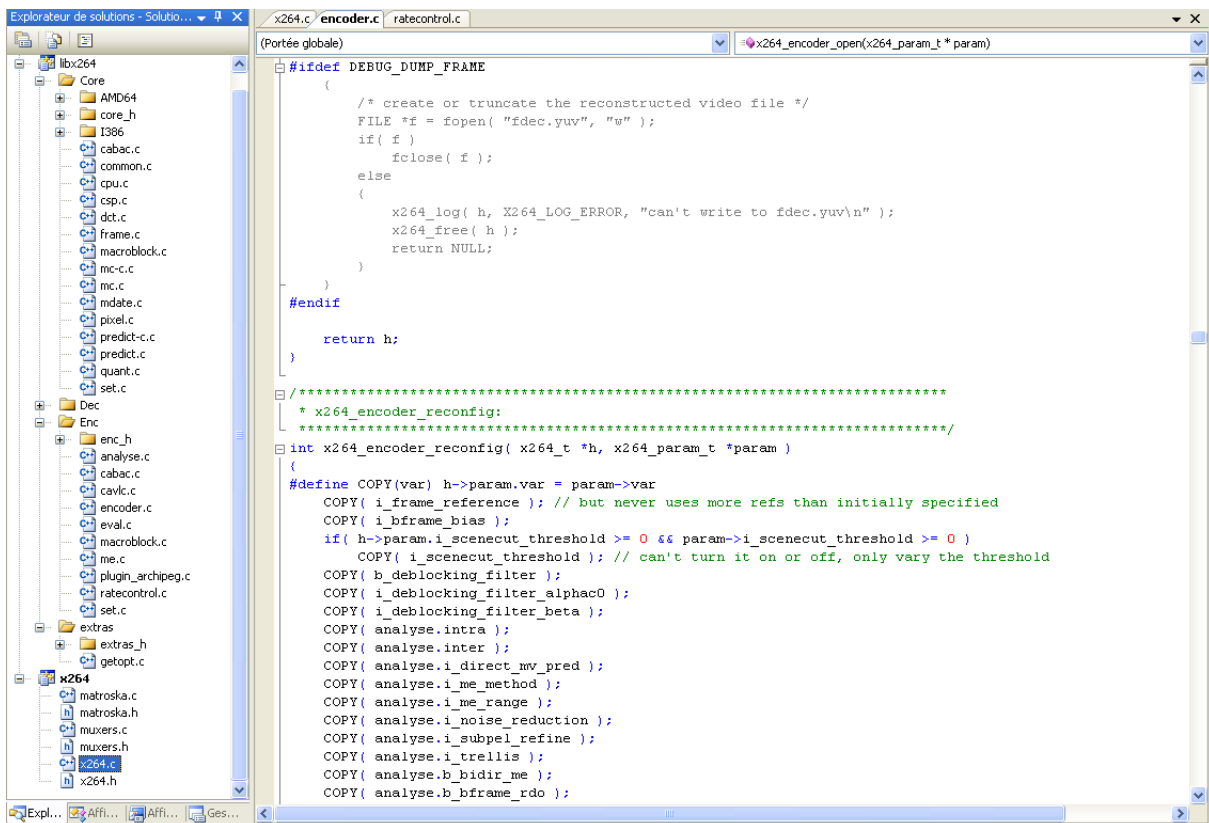 Explorateur de solutions - Solutio...
libx264
Core
AMD64
core_h
I386
cabac.c
common.c
cpu.c
csp.c
dct.c
frame.c
macroblock.c
mc-c.c
mc.c
mdate.c
pixel.c
predict-c.c
predict.c
quant.c
set.c
Dec
Enc
enc_h
analyse.c
cabac.c
cavlc.c
encoder.c
eval.c
macroblock.c
me.c
plugin_archipeg.c
ratecontrol.c
set.c
extras
extras_h
getopt.c
x264
matroska.c
matroska.h
muxers.c
muxers.h
x264.c
x264.h
Expl... Affi... Affi... Ges...
x264.c encoder.c ratecontrol.c
(Portée globale) x264_encoder_open(x264_param_t * param)
#ifdef DEBUG_DUMP_FRAME
{
/* create or truncate the reconstructed video file */
FILE *f = fopen( "fdec.yuv", "w" );
if( f )
fclose( f );
else
{
x264_log( h, X264_LOG_ERROR, "can't write to fdec.yuv\n" );
x264_free( h );
return NULL;
}
}
#endif
return h;
}
/****************************************************************************
* x264_encoder_reconfig:
****************************************************************************/
int x264_encoder_reconfig( x264_t *h, x264_param_t *param )
{
#define COPY(var) h->param.var = param->var
COPY( i_frame_reference ); // but never uses more refs than initially specified
COPY( i_bframe_bias );
if( h->param.i_scenecut_threshold >= 0 && param->i_scenecut_threshold >= 0 )
COPY( i_scenecut_threshold ); // can't turn it on or off, only vary the threshold
COPY( b_deblocking_filter );
COPY( i_deblocking_filter_alphac0 );
COPY( i_deblocking_filter_beta );
COPY( analyse.intra );
COPY( analyse.inter );
COPY( analyse.i_direct_mv_pred );
COPY( analyse.i_me_method );
COPY( analyse.i_me_range );
COPY( analyse.i_noise_reduction );
COPY( analyse.i_subpel_refine );
COPY( analyse.i_trellis );
COPY( analyse.b_bidir_me );
COPY( analyse.b_bframe_rdo );